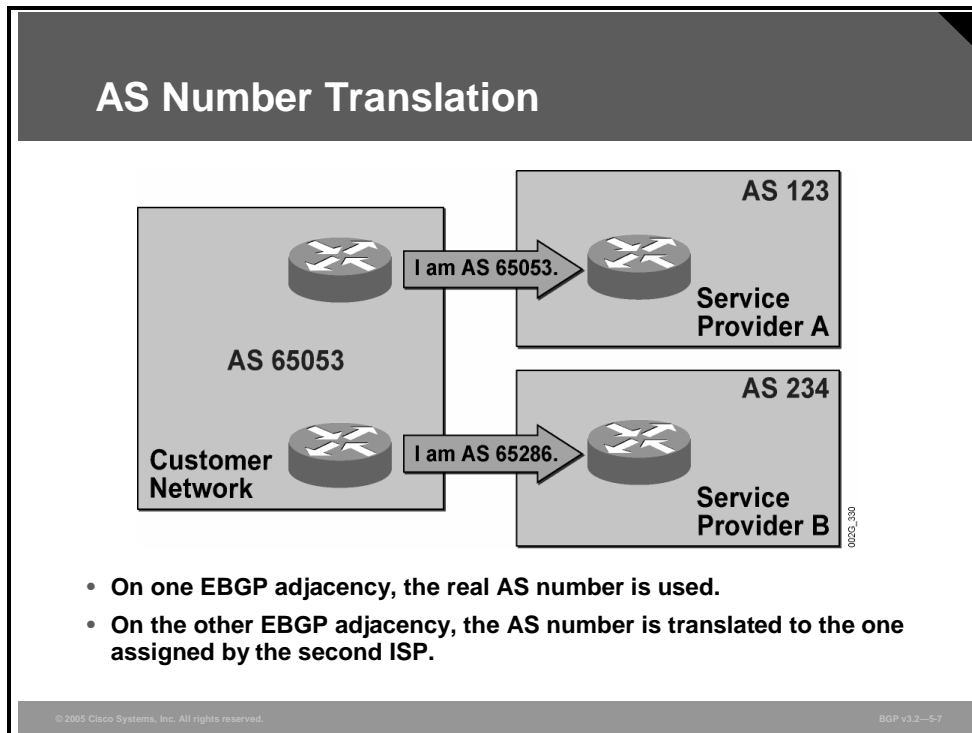 AS Number Translation
AS 123
I am AS 65053.
Service
Provider A
AS 65053
AS 234
I am AS 65286.
Customer
Network
Service
Provider B
002G_330
• On one EBGP adjacency, the real AS number is used.
• On the other EBGP adjacency, the AS number is translated to the one
assigned by the second ISP.
© 2005 Cisco Systems, Inc. All rights reserved.
BGP v3.2—5-7